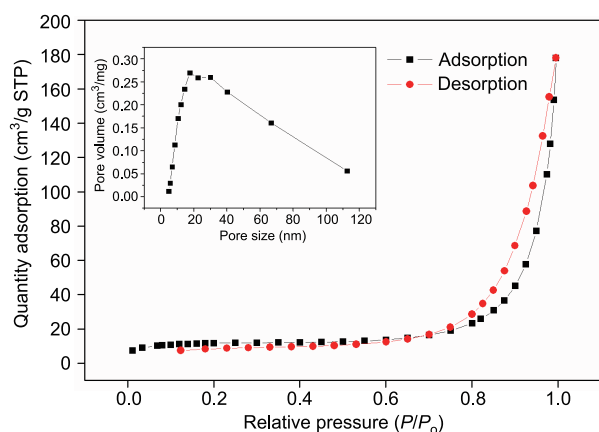 Quantity adsorption (cm³/g STP)
200
180
160
140
120
100
80
60
40
20
0
0.0 0.2 0.4 0.6 0.8 1.0
Relative pressure (P/Pₒ)
Adsorption
Desorption
Pore volume (cm³/mg)
0.30
0.25
0.20
0.15
0.10
0.05
0.00
0 20 40 60 80 100 120
Pore size (nm)